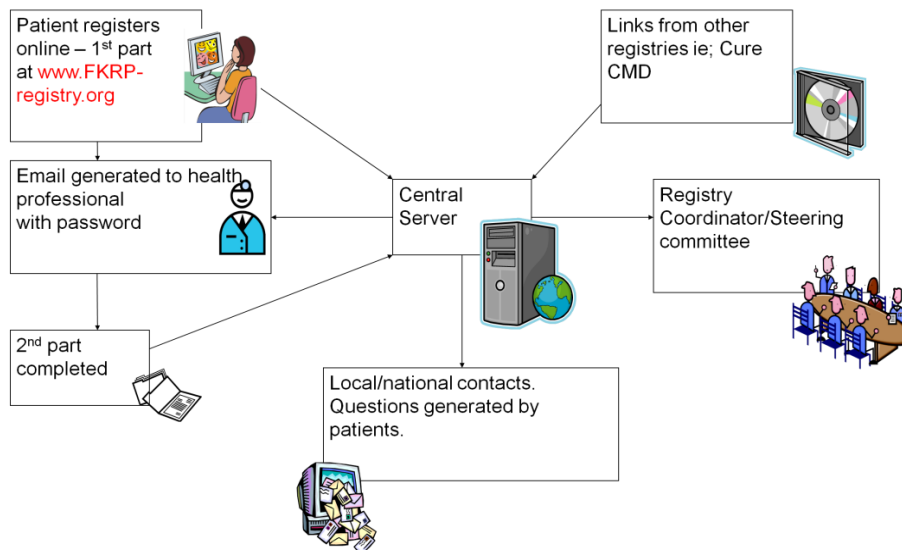 Patient registers
online – 1st part
at www.FKRP-
registry.org
Links from other
registries ie; Cure
CMD
Email generated to health
professional
with password
Central
Server
Registry
Coordinator/Steering
committee
2nd part
completed
Local/national contacts.
Questions generated by
patients.